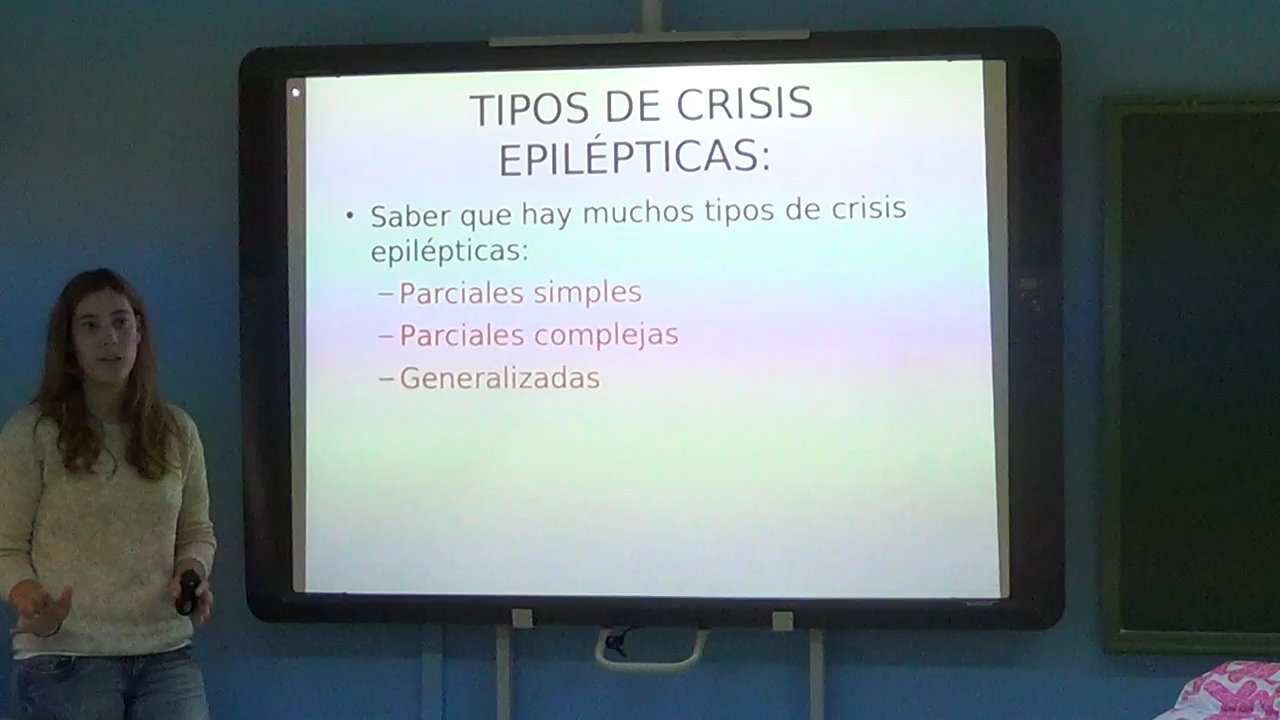 TIPOS DE CRISIS
EPILÉPTICAS:
• Saber que hay muchos tipos de crisis
epilépticas:
– Parciales simples
– Parciales complejas
– Generalizadas